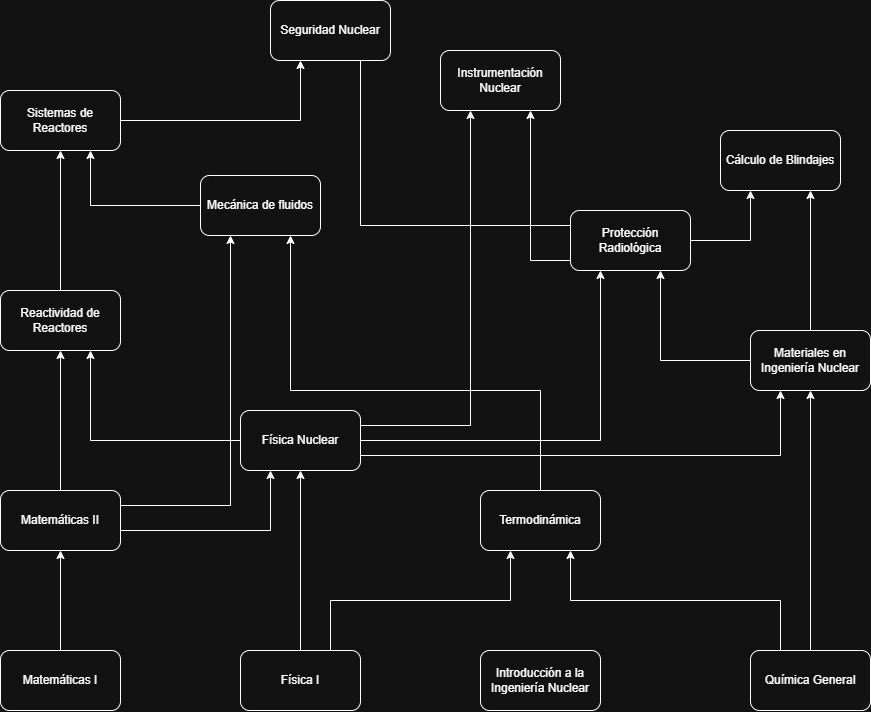 Seguridad Nuclear
Instrumentación
Nuclear
Sistemas de
Reactores
Cálculo de Blindajes
Mecánica de fluidos
Protección
Radiológica
Reactividad de
Reactores
Materiales en
Ingeniería Nuclear
Física Nuclear
Matemáticas II
Termodinámica
Matemáticas I
Física I
Introducción a la
Ingeniería Nuclear
Química General